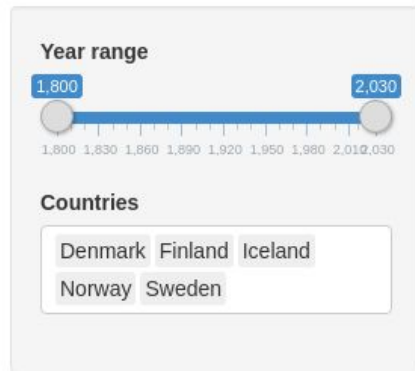 Year range
1,800 2,030
1,800 1,830 1,860 1,890 1,920 1,950 1,980 2,010 2,030
Countries
Denmark Finland Iceland
Norway Sweden